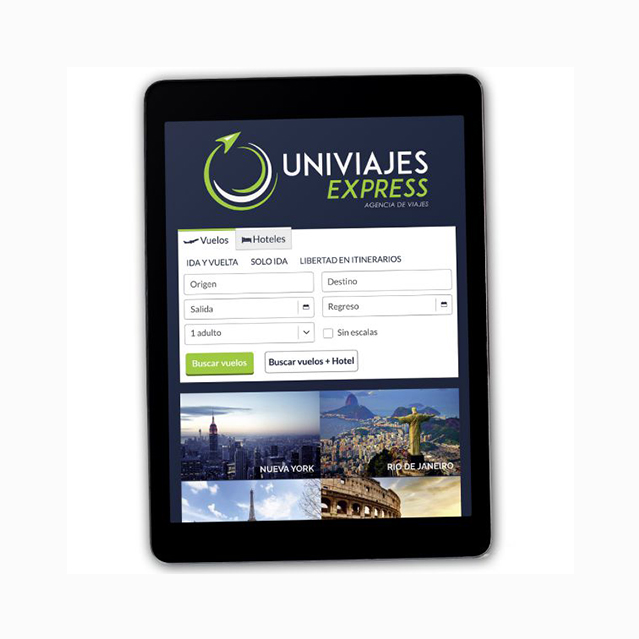 UNIVIAJES
EXPRESS
AGENCIA DE VIAJES
Vuelos Hoteles
IDA Y VUELTA SOLO IDA LIBERTAD EN ITINERARIOS
Origen Destino
Salida Regreso
1 adulto Sin escalas
Buscar vuelos Buscar vuelos + Hotel
NUEVA YORK RIO DE JANEIRO